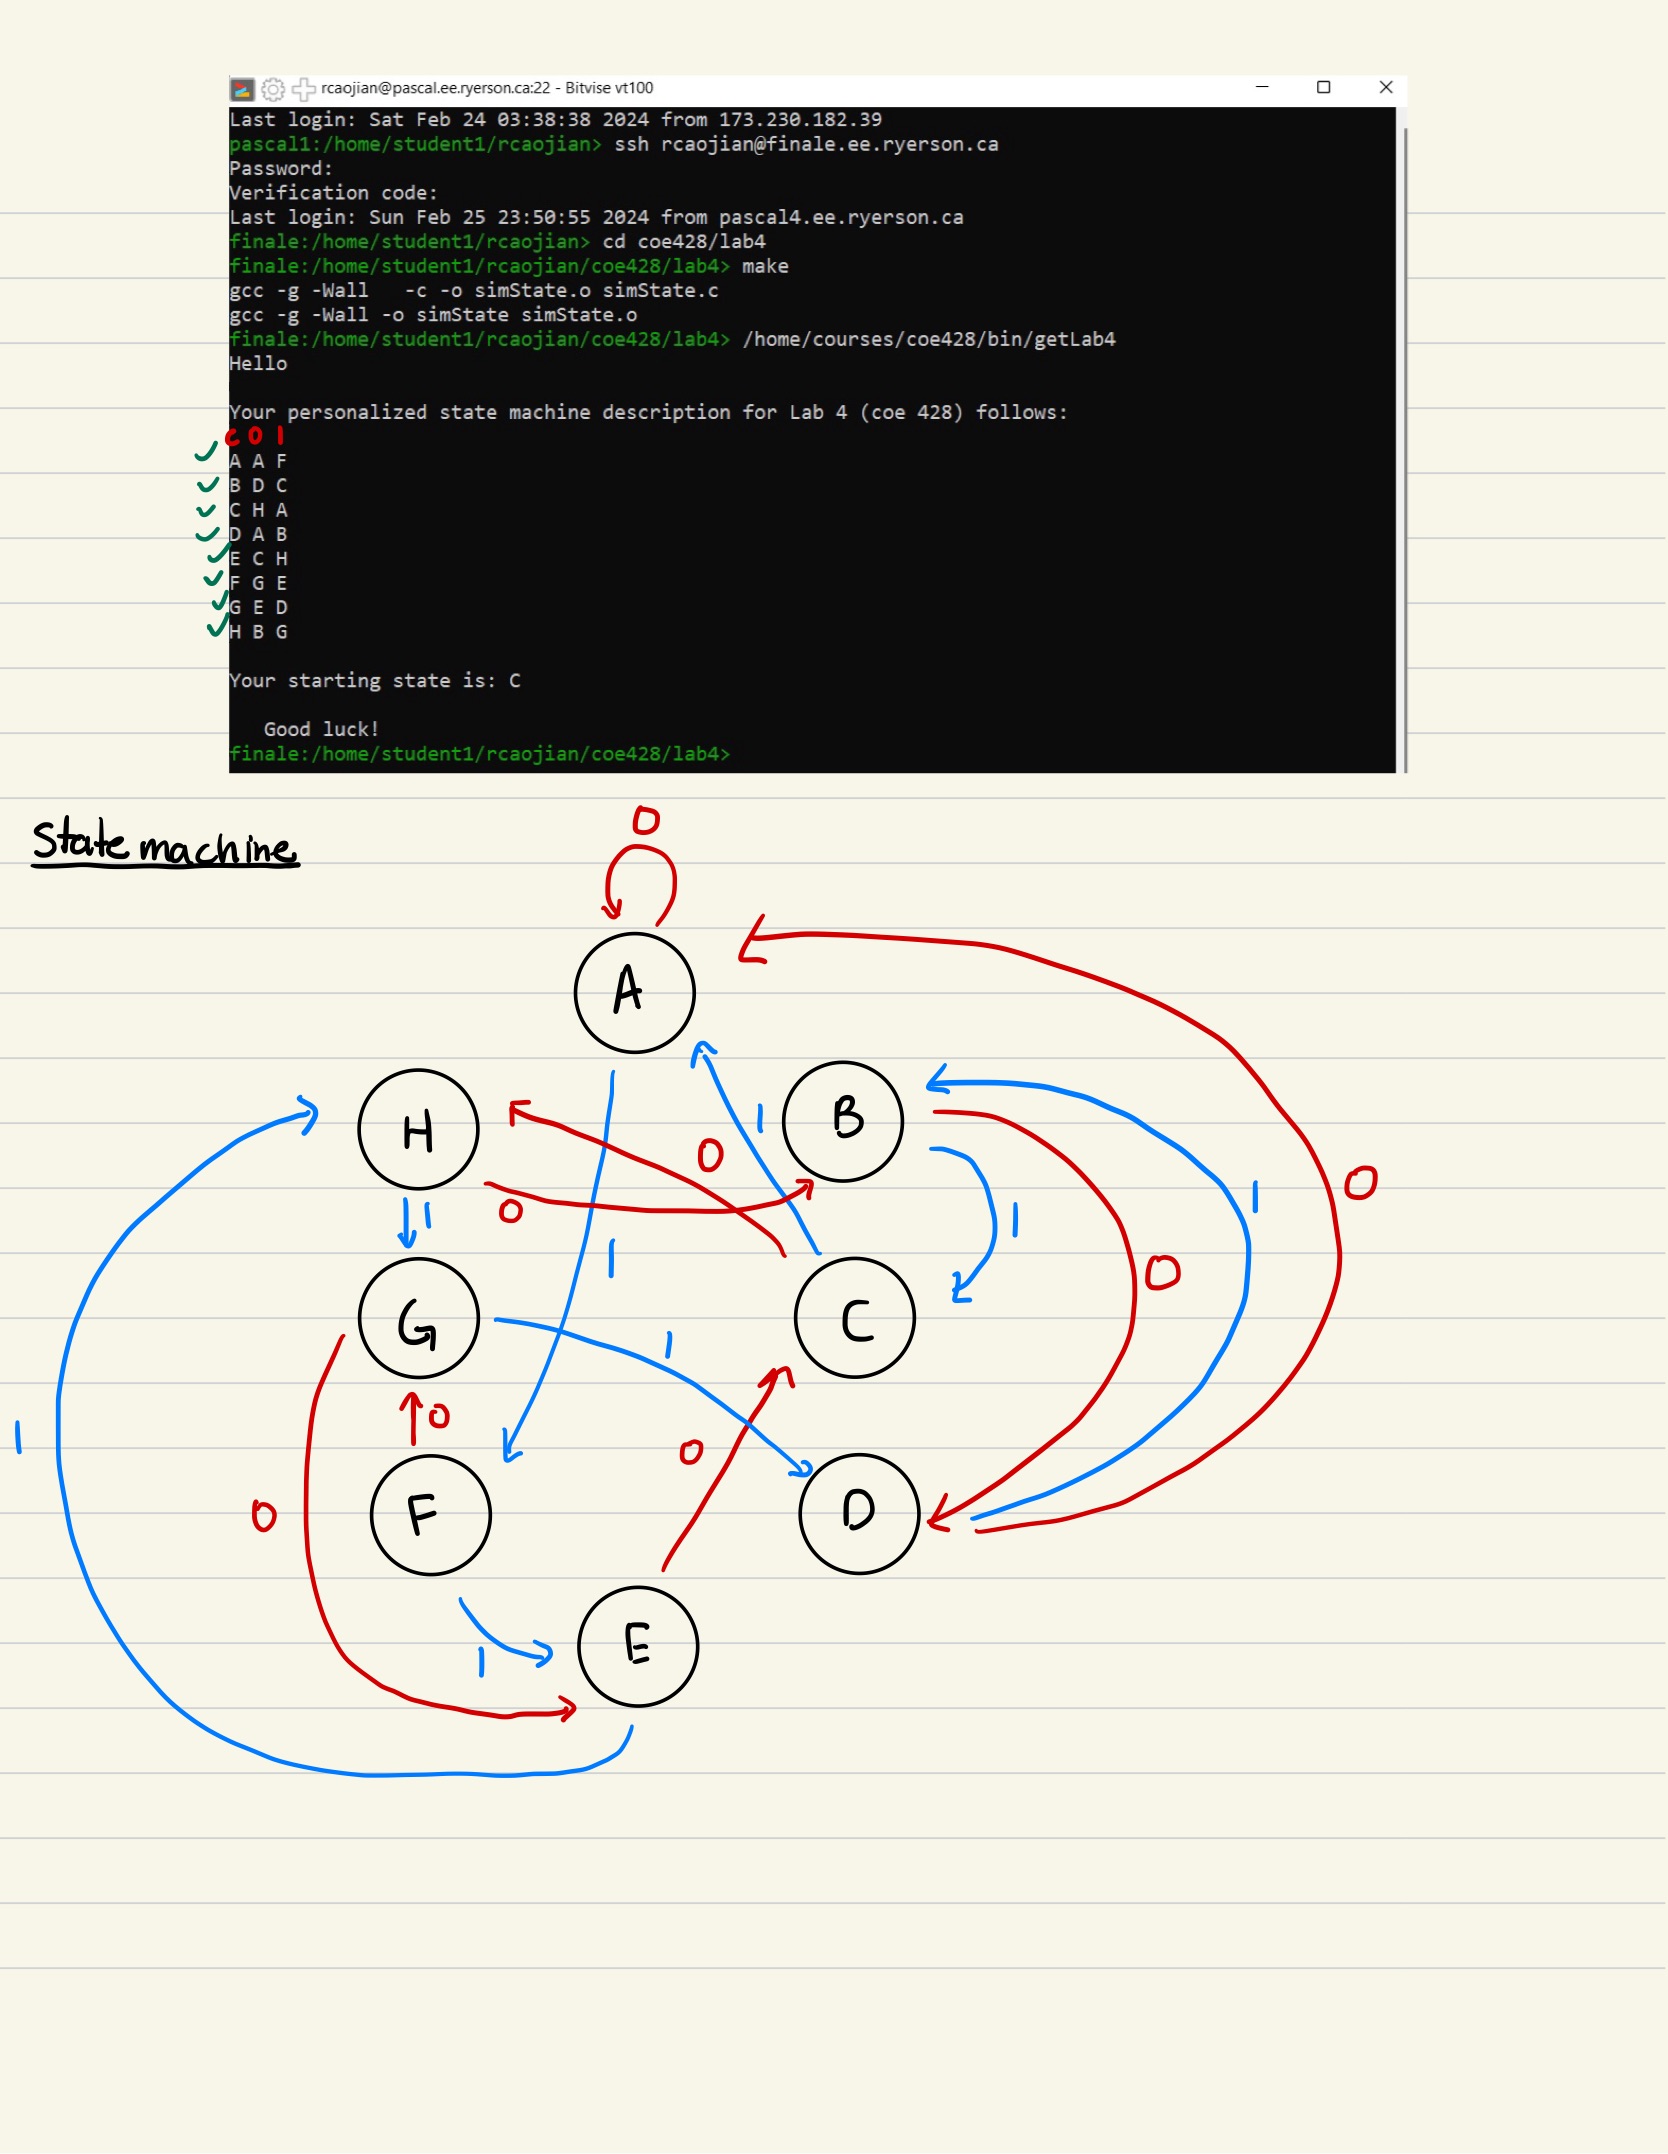 rcaojian@pascal.ee.ryerson.ca:22 - Bitvise vt100
Last login: Sat Feb 24 03:38:38 2024 from 173.230.182.39
pascal1:/home/student1/rcaojian> ssh rcaojian@finale.ee.ryerson.ca
Password:
Verification code:
Last login: Sun Feb 25 23:50:55 2024 from pascal4.ee.ryerson.ca
finale:/home/student1/rcaojian> cd coe428/lab4
finale:/home/student1/rcaojian/coe428/lab4> make
gcc -g -Wall   -c -o simState.o simState.c
gcc -g -Wall -o simState simState.o
finale:/home/student1/rcaojian/coe428/lab4> /home/courses/coe428/bin/getLab4
Hello
Your personalized state machine description for Lab 4 (coe 428) follows:
C 0 1
A A F
B D C
C H A
D A B
E C H
F G E
G E D
H B G
Your starting state is: C
Good luck!
finale:/home/student1/rcaojian/coe428/lab4>
State machine
0
A
H
1
B
0
0
1
1
0
1
1
0
G
1
C
1
0
0
0
F
D
1
E